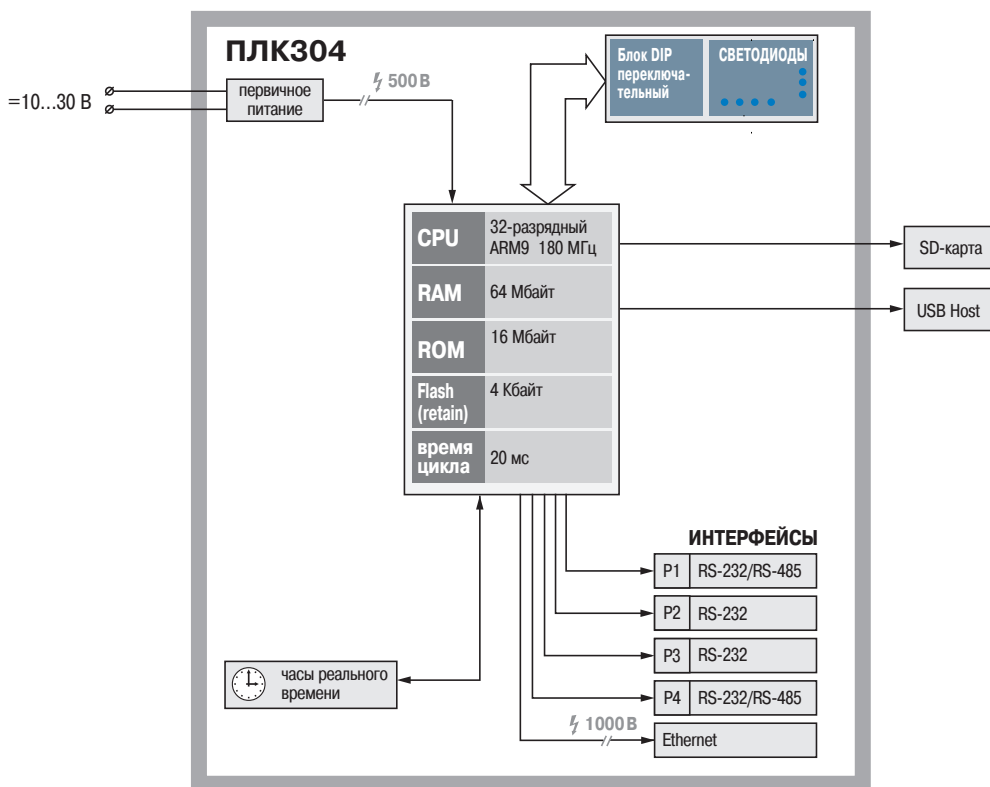 ПЛК304
=10...30 В
первичное
питание
500 В
Блок DIP
переключа-
тельный
СВЕТОДИОДЫ
CPU
32-разрядный
ARM9 180 МГц
RAM
64 Мбайт
ROM
16 Мбайт
Flash
(retain)
4 Кбайт
время
цикла
20 мс
SD-карта
USB Host
ИНТЕРФЕЙСЫ
P1 RS-232/RS-485
P2 RS-232
P3 RS-232
P4 RS-232/RS-485
1000 В
Ethernet
часы реального
времени